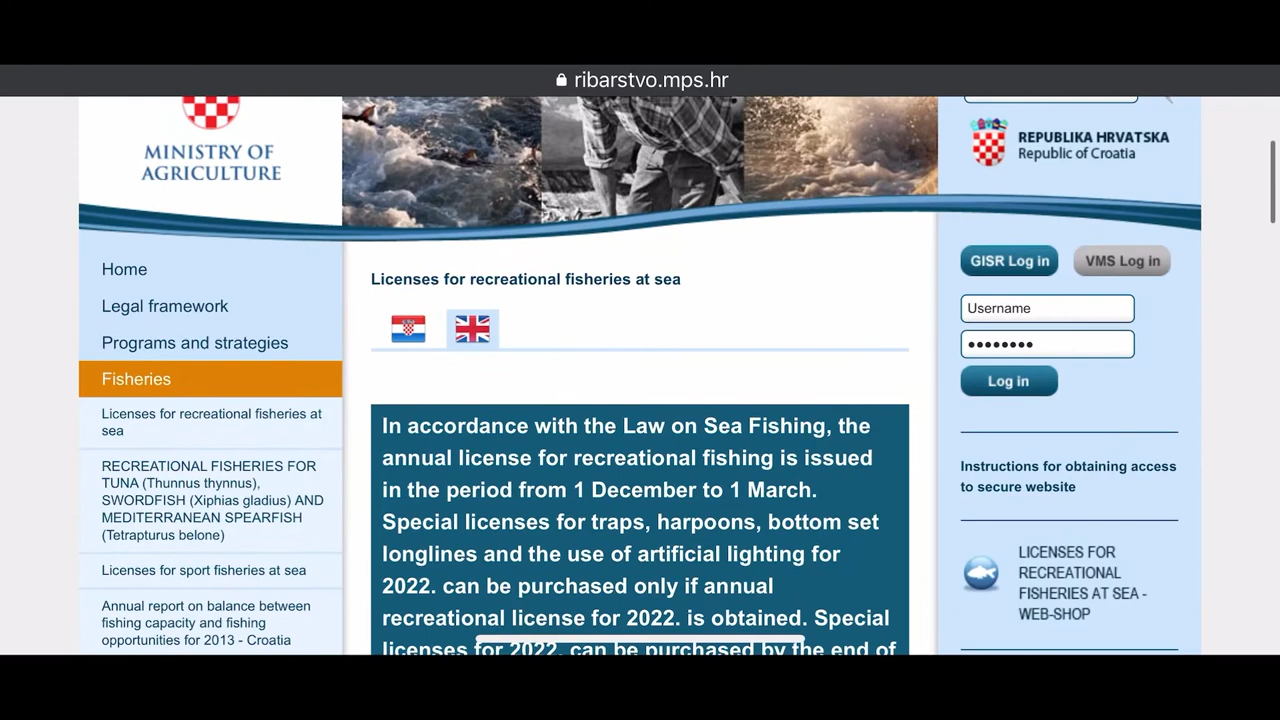 ribarstvo.mps.hr
MINISTRY OF
AGRICULTURE
REPUBLIKA HRVATSKA
Republic of Croatia
Home
Legal framework
Programs and strategies
Fisheries
Licenses for recreational fisheries at
sea
RECREATIONAL FISHERIES FOR
TUNA (Thunnus thynnus),
SWORDFISH (Xiphias gladius) AND
MEDITERRANEAN SPEARFISH
(Tetrapturus belone)
Licenses for sport fisheries at sea
Annual report on balance between
fishing capacity and fishing
opportunities for 2013 - Croatia
Licenses for recreational fisheries at sea
In accordance with the Law on Sea Fishing, the
annual license for recreational fishing is issued
in the period from 1 December to 1 March.
Special licenses for traps, harpoons, bottom set
longlines and the use of artificial lighting for
2022. can be purchased only if annual
recreational license for 2022. is obtained. Special
licenses for 2022. can be purchased by the end of
GISR Log in
VMS Log in
Username
Log in
Instructions for obtaining access
to secure website
LICENSES FOR
RECREATIONAL
FISHERIES AT SEA -
WEB-SHOP